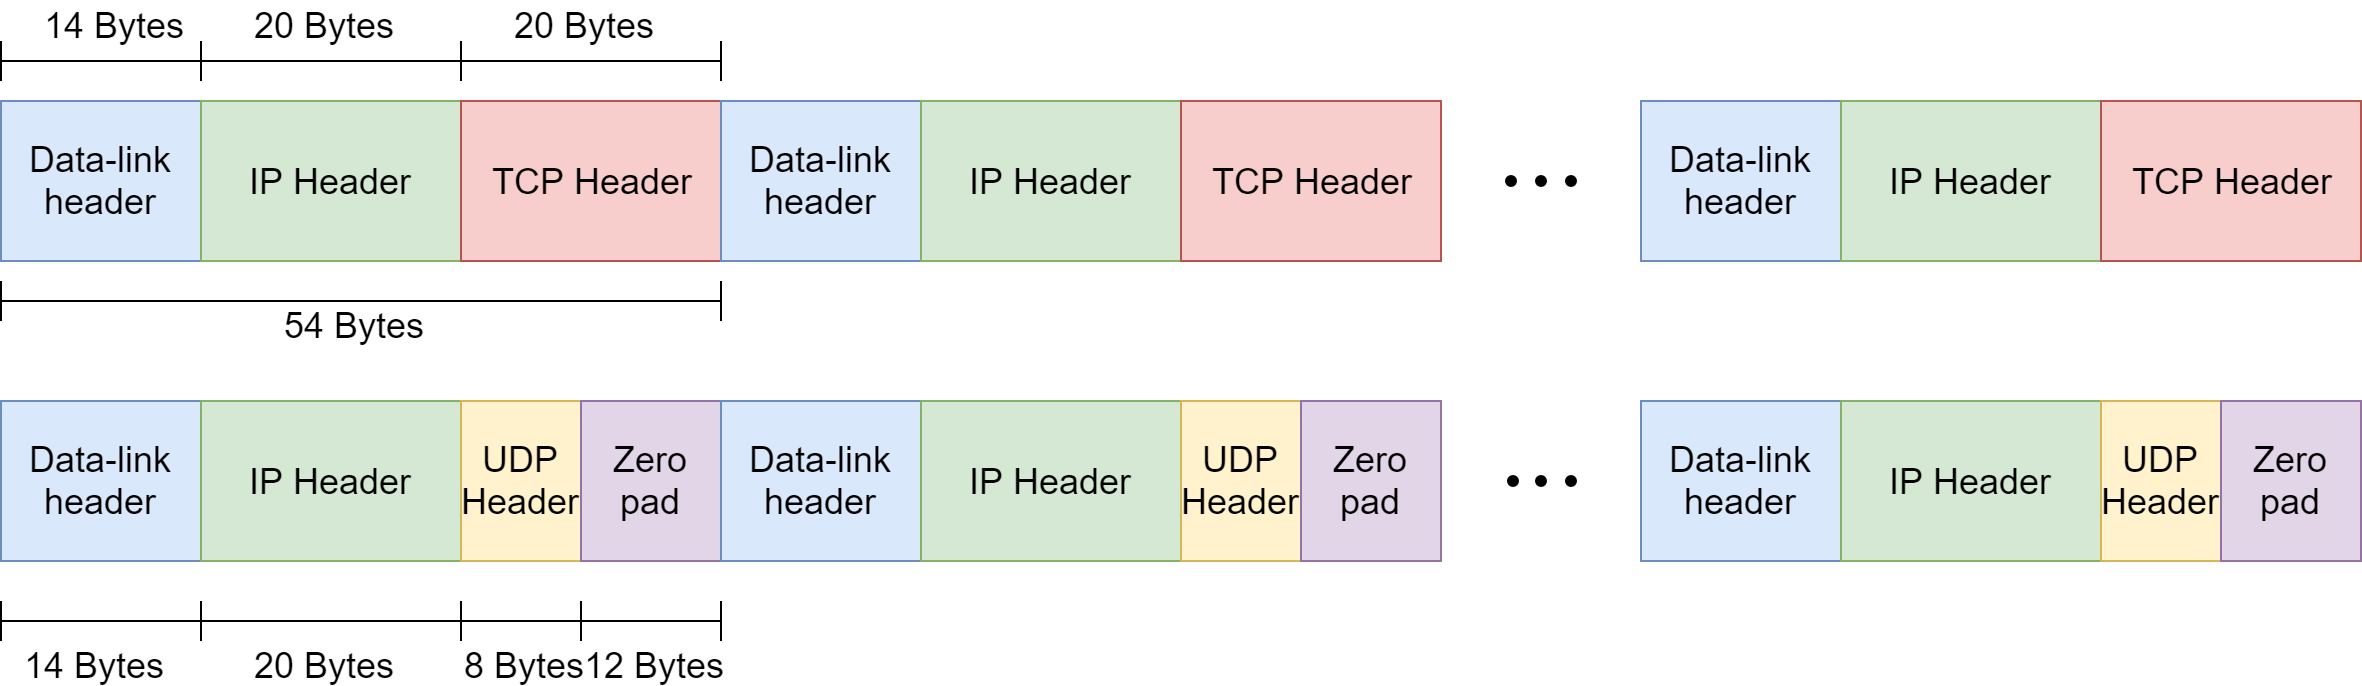 14 Bytes
20 Bytes
20 Bytes
Data-link
header
IP Header
TCP Header
Data-link
header
IP Header
TCP Header
Data-link
header
IP Header
TCP Header
54 Bytes
Data-link
header
IP Header
UDP
Header
Zero
pad
Data-link
header
IP Header
UDP
Header
Zero
pad
Data-link
header
IP Header
UDP
Header
Zero
pad
14 Bytes
20 Bytes
8 Bytes
12 Bytes